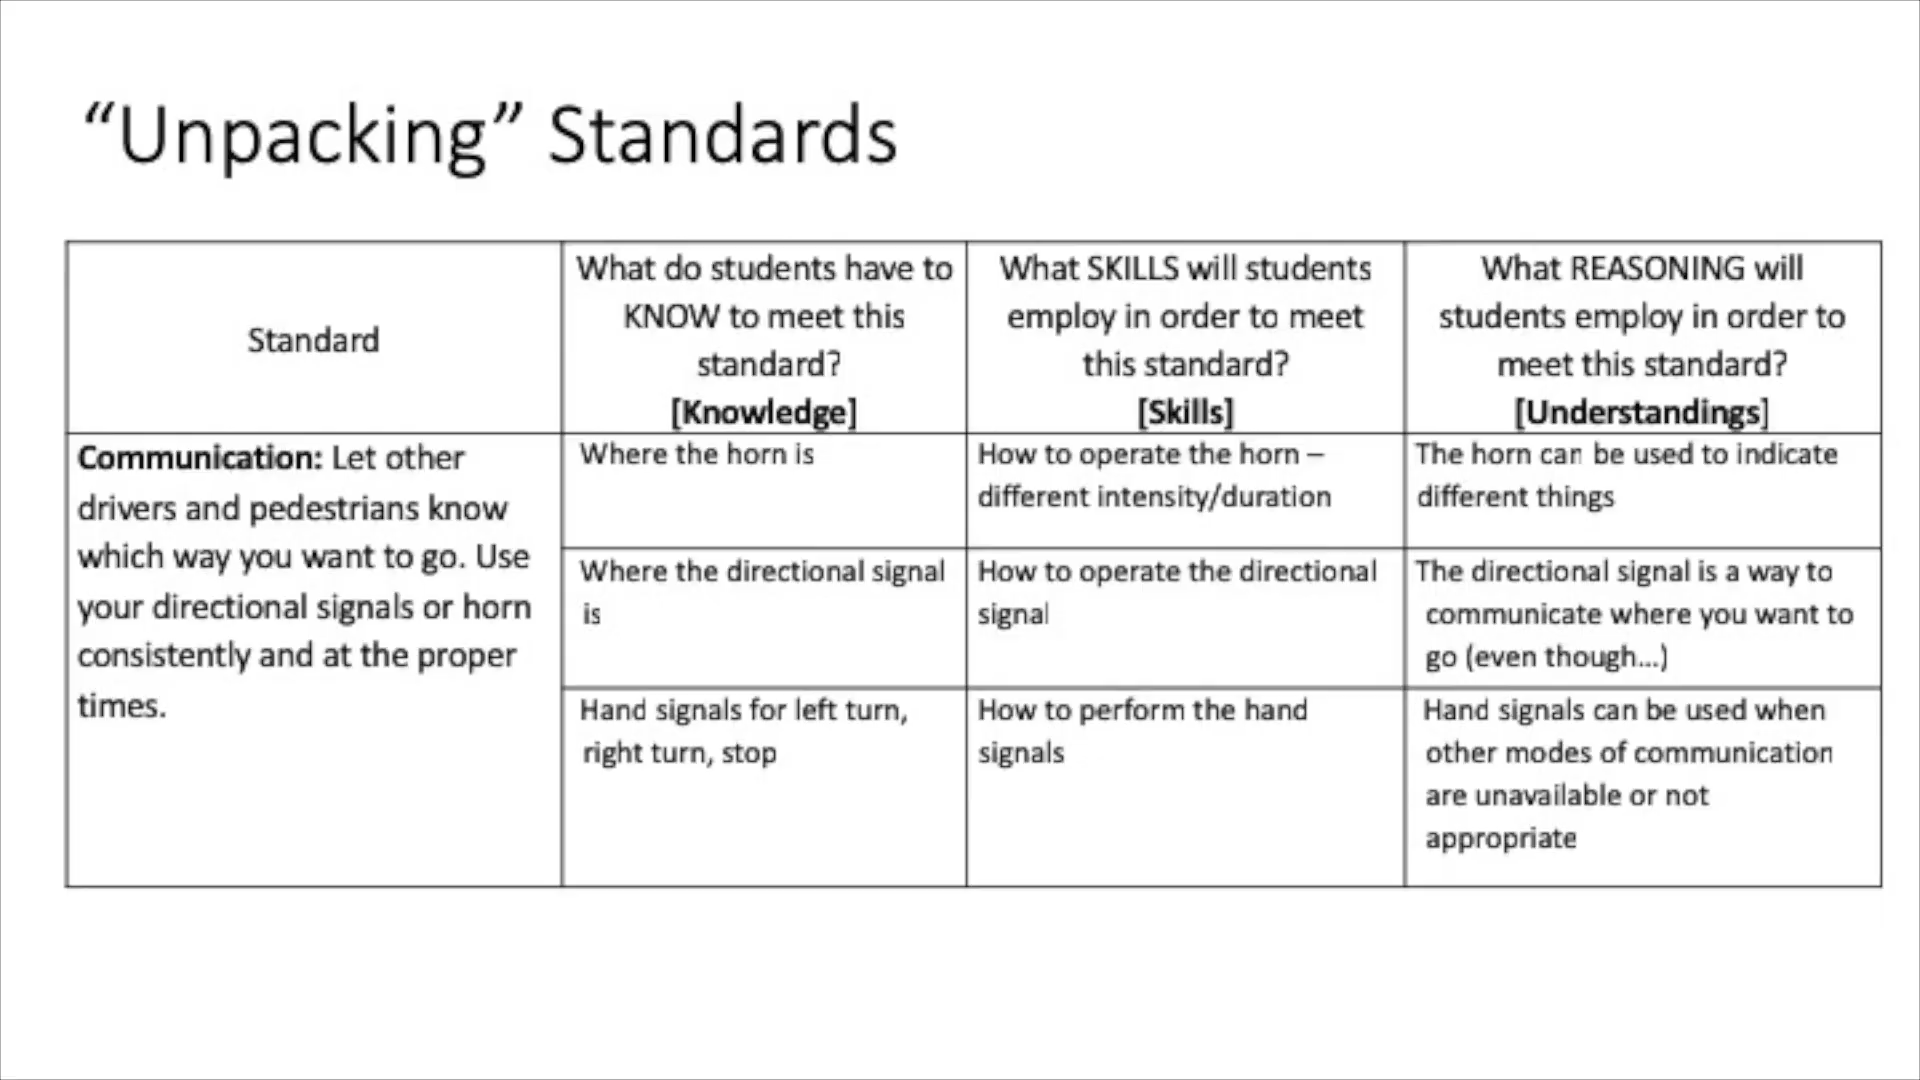 “Unpacking” Standards
Standard
What do students have to
KNOW to meet this
standard?
[Knowledge]
What SKILLS will students
employ in order to meet
this standard?
[Skills]
What REASONING will
students employ in order to
meet this standard?
[Understandings]
Communication: Let other
drivers and pedestrians know
which way you want to go. Use
your directional signals or horn
consistently and at the proper
times.
Where the horn is
How to operate the horn –
different intensity/duration
The horn can be used to indicate
different things
Where the directional signal
is
How to operate the directional
signal
The directional signal is a way to
communicate where you want to
go (even though...)
Hand signals for left turn,
right turn, stop
How to perform the hand
signals
Hand signals can be used when
other modes of communication
are unavailable or not
appropriate